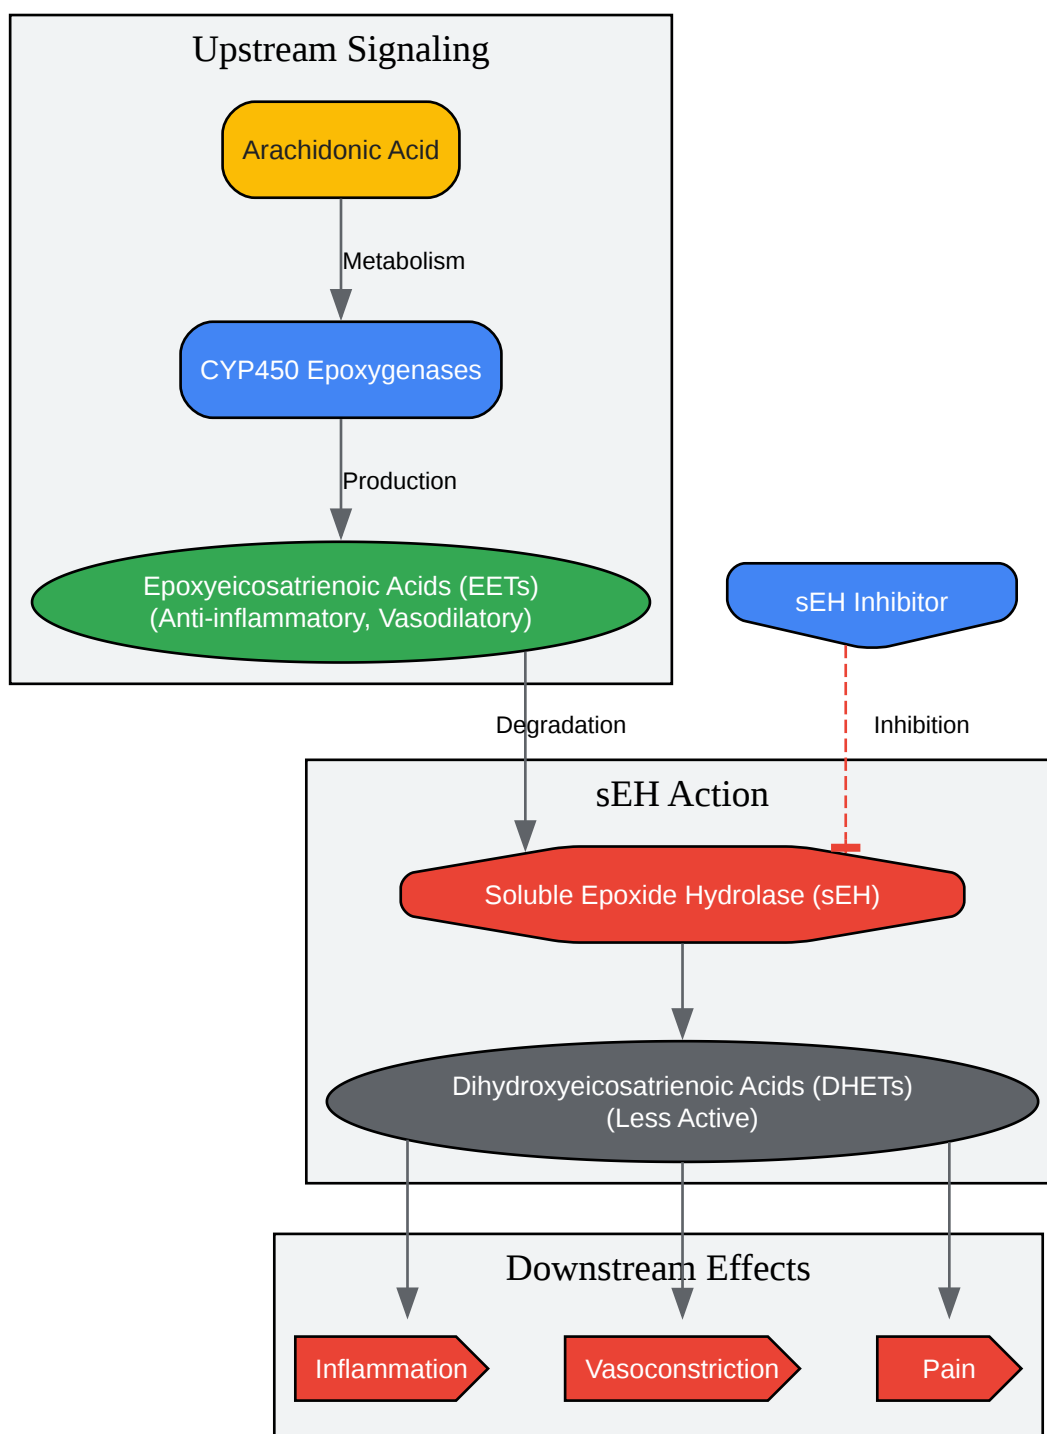 Upstream Signaling
Arachidonic Acid
Metabolism
CYP450 Epoxygenases
Production
Epoxyeicosatrienoic Acids (EETs)
(Anti-inflammatory, Vasodilatory)
sEH Inhibitor
Degradation
Inhibition
sEH Action
Soluble Epoxide Hydrolase (sEH)
Dihydroxyeicosatrienoic Acids (DHETs)
(Less Active)
Downstream Effects
Inflammation
Vasoconstriction
Pain